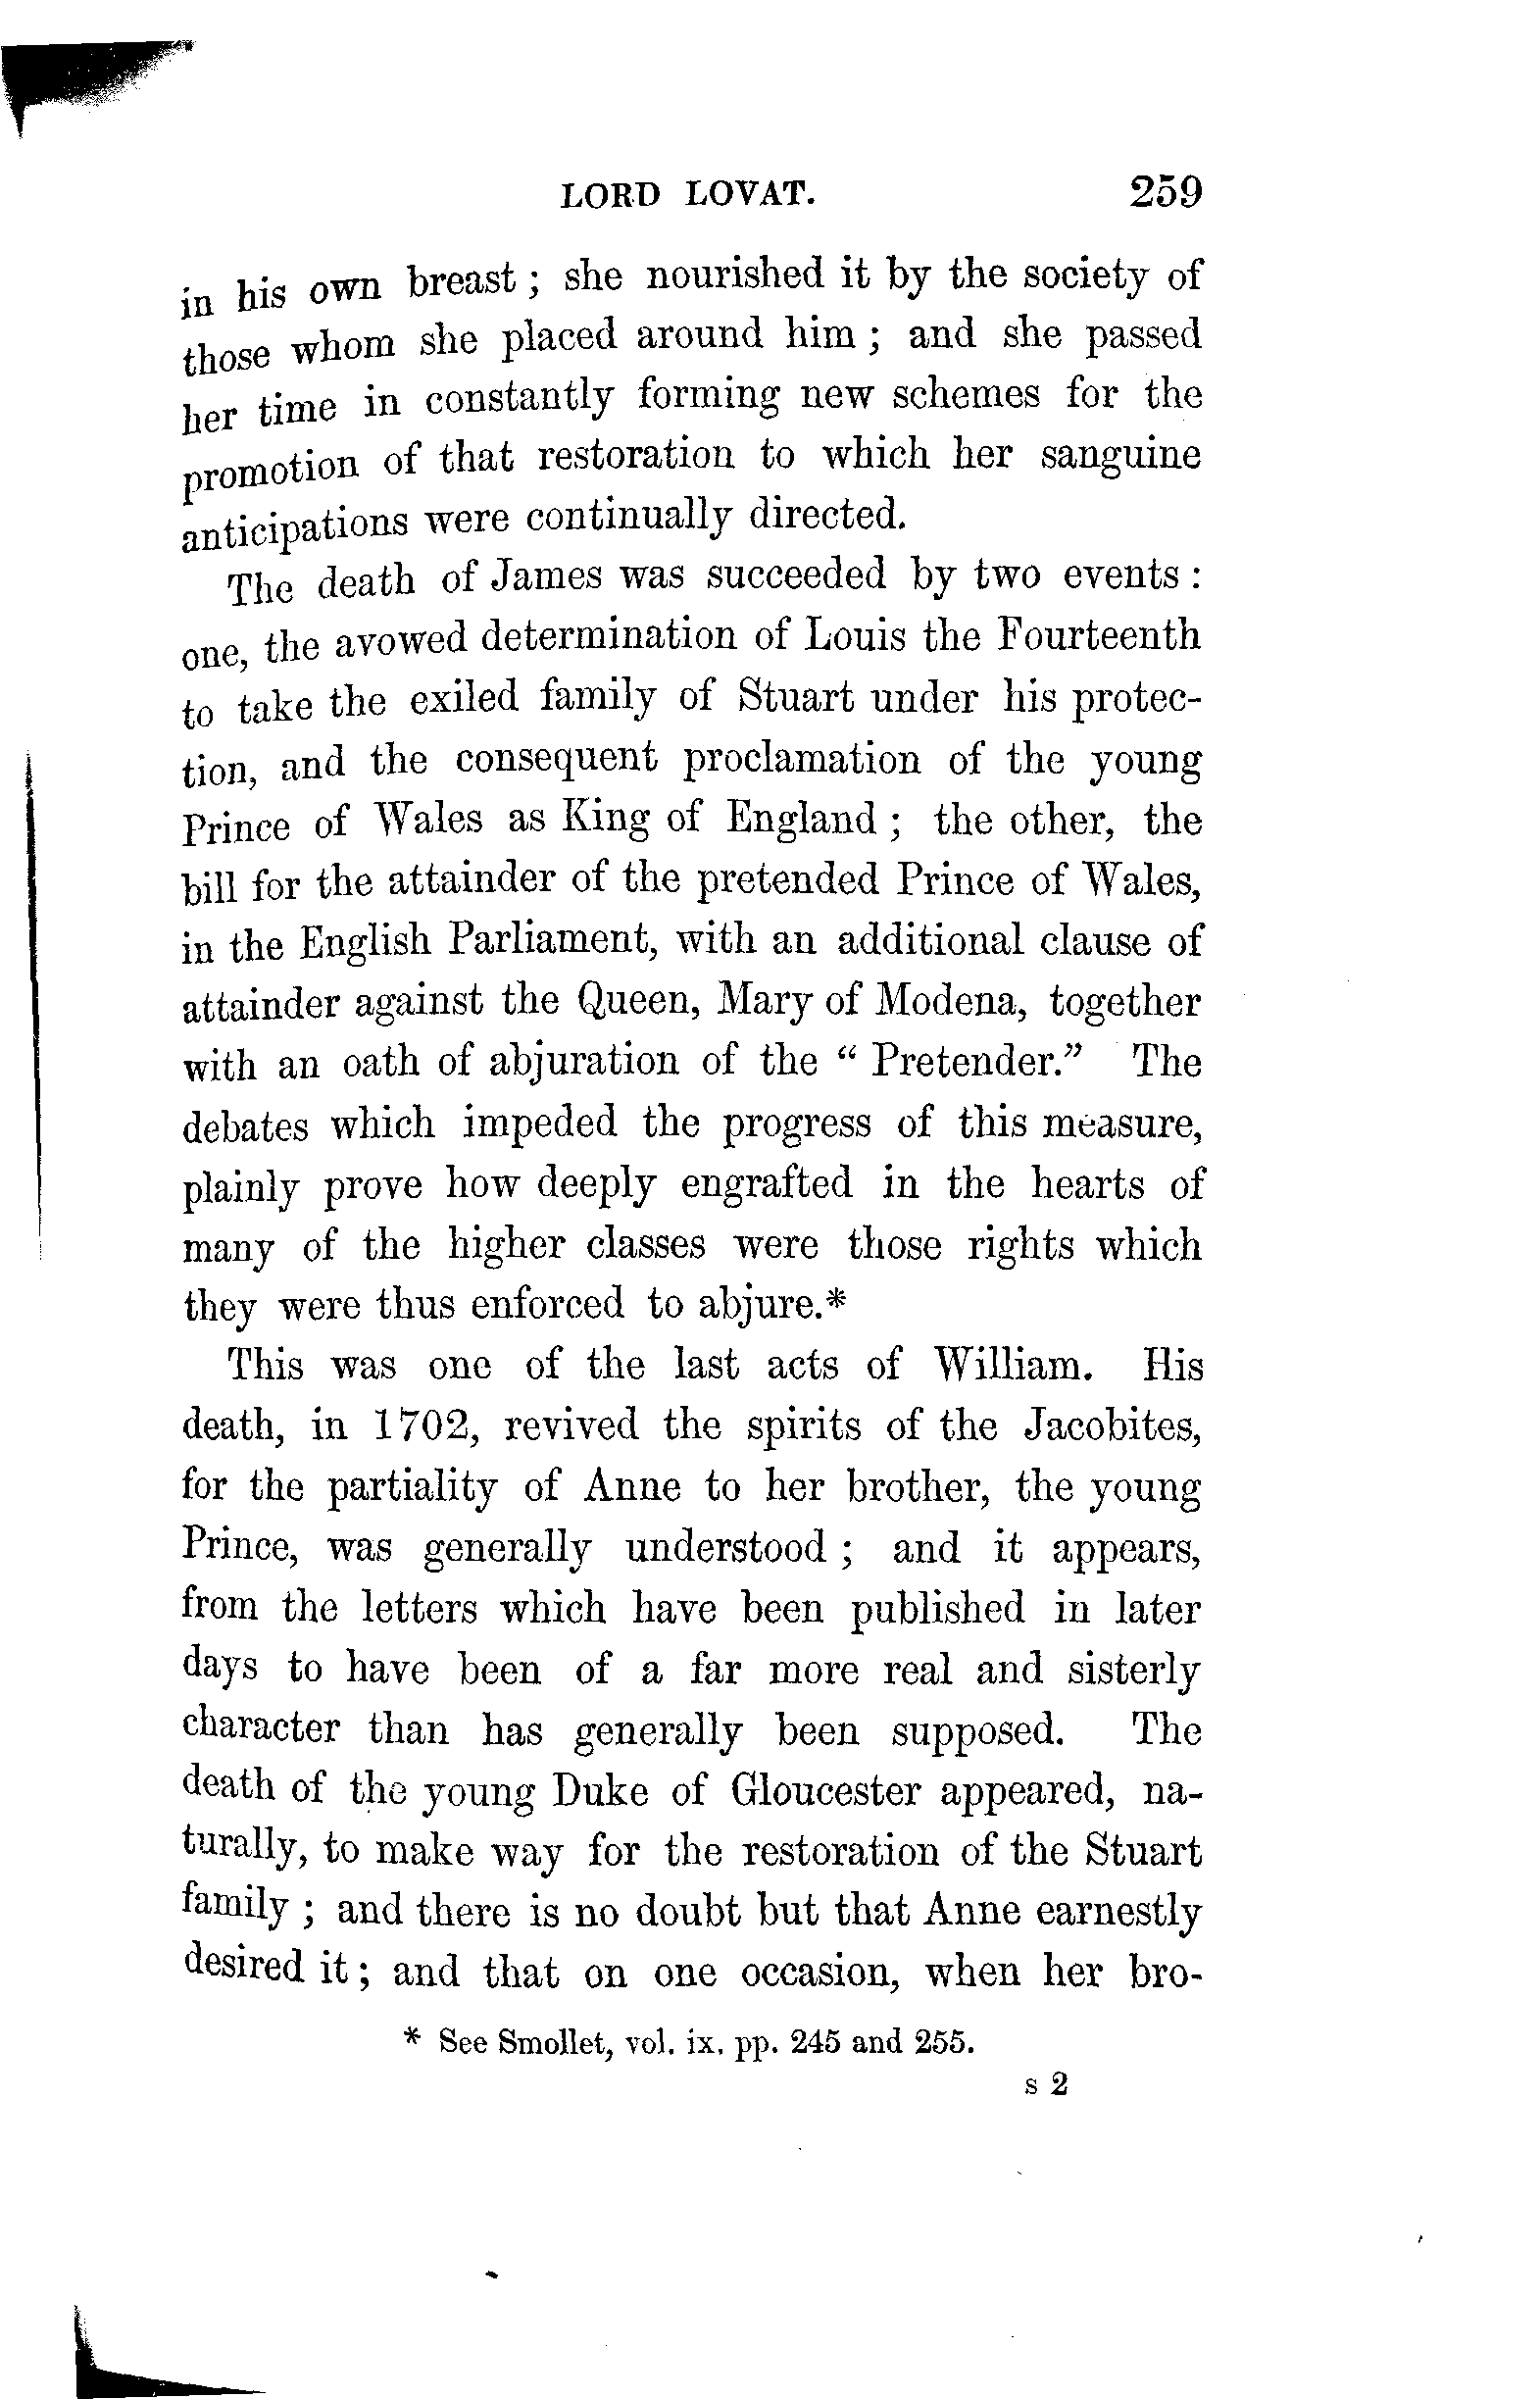 LORD LOVAT. 259
in his own breast ; she nourished it by the society of
those whom she placed around him ; and she passed
her time in constantly forming new schemes for the
promotion of that restoration to which her sanguine
anticipations were continually directed.
The death of James was succeeded by two events :
one, the avowed determination of Louis the Fourteenth
to take the exiled family of Stuart under his protec-
tion, and the consequent proclamation of the young
Prince of Wales as King of England ; the other, the
bill for the attainder of the pretended Prince of Wales,
in the English Parliament, with an additional clause of
attainder against the Queen, Mary of Modena, together
with an oath of abjuration of the “ Pretender.” The
debates which impeded the progress of this measure,
plainly prove how deeply engrafted in the hearts of
many of the higher classes were those rights which
they were thus enforced to abjure.*
This was one of the last acts of William. His
death, in 1702, revived the spirits of the Jacobites,
for the partiality of Anne to her brother, the young
Prince, was generally understood ; and it appears,
from the letters which have been published in later
days to have been of a far more real and sisterly
character than has generally been supposed. The
death of the young Duke of Gloucester appeared, na-
turally, to make way for the restoration of the Stuart
family ; and there is no doubt but that Anne earnestly
desired it ; and that on one occasion, when her bro-
* See Smollet, vol. ix. pp. 245 and 255.
s 2